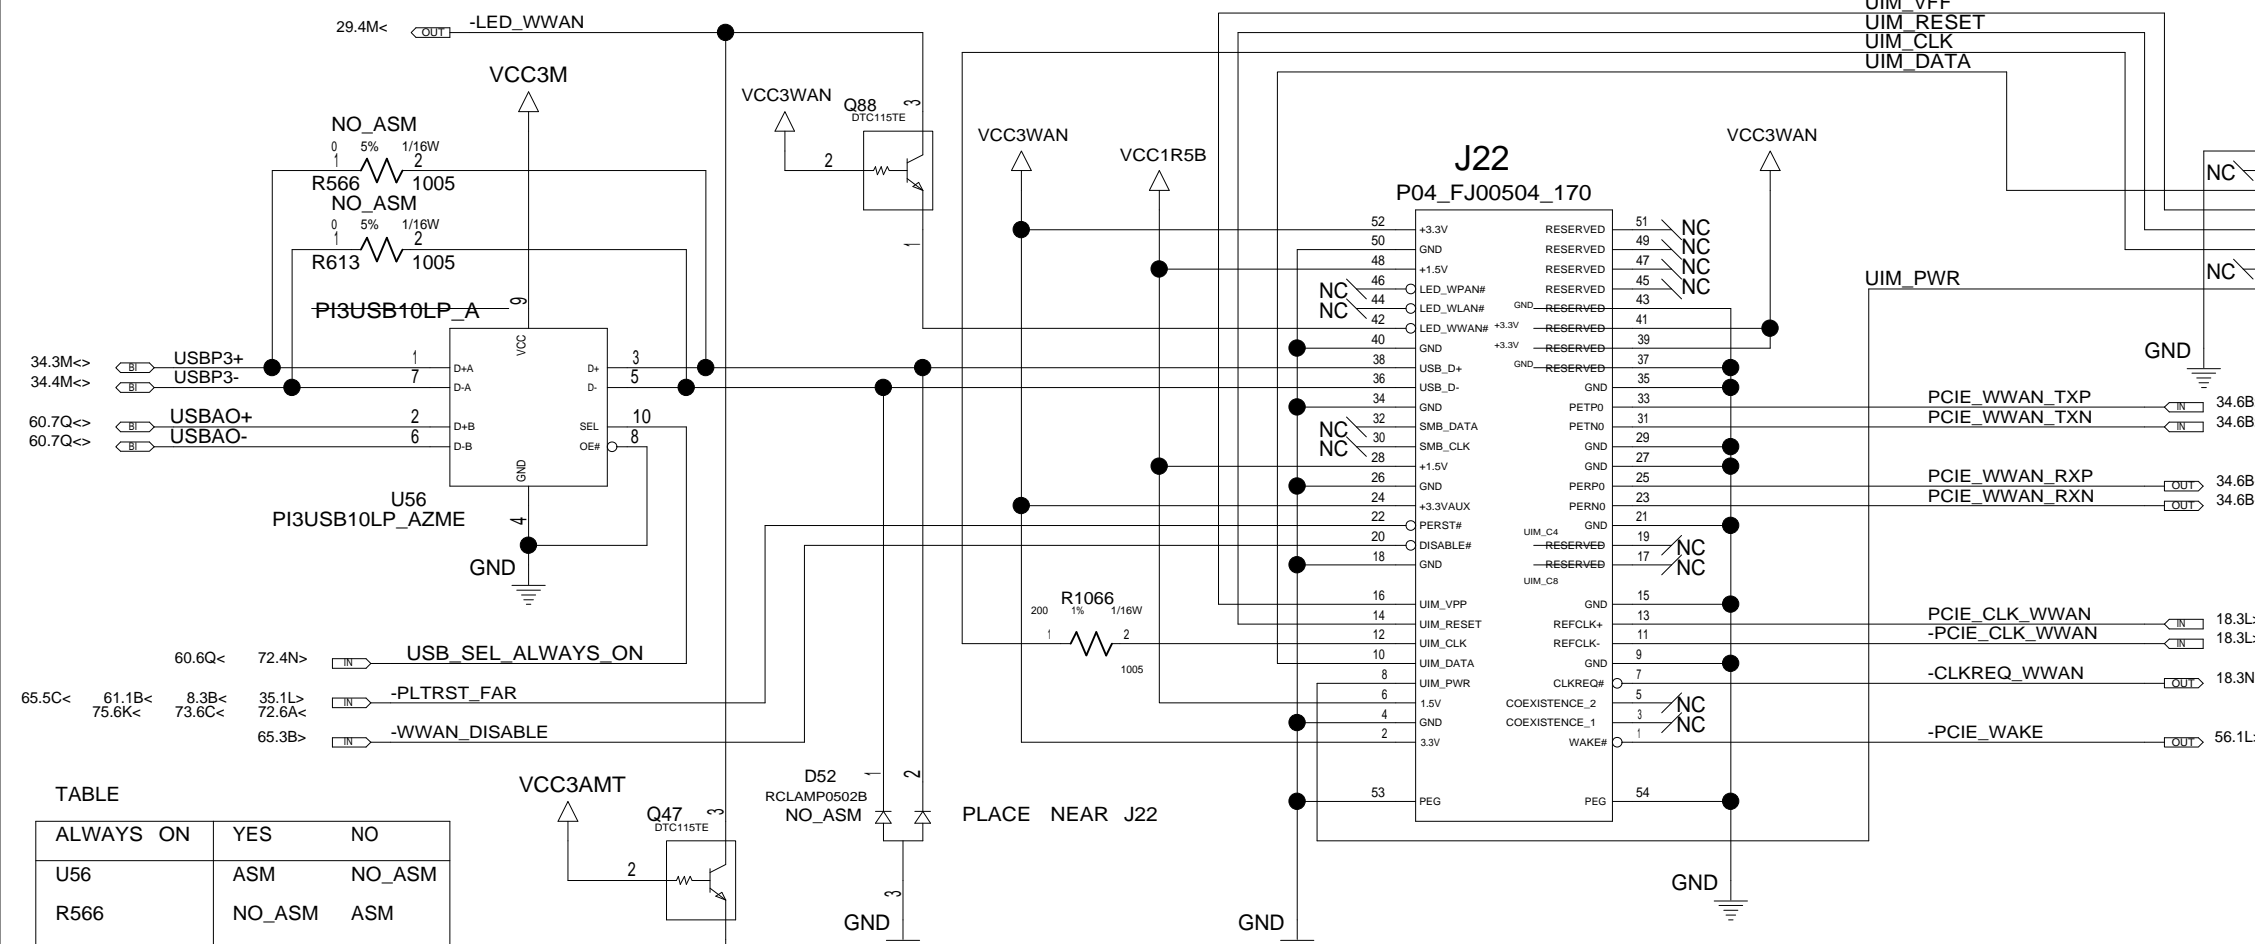 29.4M< OUT -LED_WWAN
UIM_VPP
UIM_RESET
UIM_CLK
UIM_DATA
VCC3M
VCC3WAN
Q88
DTC115TE
3
2
1
NO_ASM
0 5% 1/16W
1 2
R566 1005
NO_ASM
0 5% 1/16W
1 2
R613 1005
PI3USB10LP_A
9
VCC
34.3M<> BI USBP3+ 1 D+A D+ 3
34.4M<> BI USBP3- 7 D-A D- 5
60.7Q<> BI USBAO+ 2 D+B SEL 10
60.7Q<> BI USBAO- 6 D-B OE# 8
GND
4
U56
PI3USB10LP_AZME
GND
60.6Q< 72.4N> IN USB_SEL_ALWAYS_ON
65.5C< 61.1B< 8.3B< 35.1L> IN -PLTRST_FAR
75.6K< 73.6C< 72.6A<
65.3B> IN -WWAN_DISABLE
VCC3WAN
VCC1R5B
VCC3WAN
J22
P04_FJ00504_170
52 +3.3V RESERVED 51 NC
50 GND RESERVED 49 NC
48 +1.5V RESERVED 47 NC
NC 46 LED_WPAN# RESERVED 45 NC
NC 44 LED_WLAN# GND RESERVED 43
42 LED_WWAN# +3.3V RESERVED 41
40 GND +3.3V RESERVED 39
38 USB_D+ GND RESERVED 37
36 USB_D- GND 35
34 GND PETP0 33 PCIE_WWAN_TXP IN 34.6B
NC 32 SMB_DATA PETN0 31 PCIE_WWAN_TXN IN 34.6B
NC 30 SMB_CLK GND 29
28 +1.5V GND 27
26 GND PERP0 25 PCIE_WWAN_RXP OUT 34.6B
24 +3.3VAUX PERN0 23 PCIE_WWAN_RXN OUT 34.6B
22 PERST# GND 21
20 DISABLE# UIM_C4 RESERVED 19 NC
18 GND RESERVED 17 NC
UIM_C8
16 UIM_VPP GND 15
14 UIM_RESET REFCLK+ 13 PCIE_CLK_WWAN IN 18.3L>
12 UIM_CLK REFCLK- 11 -PCIE_CLK_WWAN IN 18.3L>
10 UIM_DATA GND 9
8 UIM_PWR CLKREQ# 7 -CLKREQ_WWAN OUT 18.3N
6 1.5V COEXISTENCE_2 5 NC
4 GND COEXISTENCE_1 3 NC
2 3.3V WAKE# 1 -PCIE_WAKE OUT 56.1L
53 PEG PEG 54
R1066
200 1% 1/16W
1 2
1005
UIM_PWR
NC
NC
GND
GND
GND
TABLE
ALWAYS ON YES NO
U56 ASM NO_ASM
R566 NO_ASM ASM
VCC3AMT
Q47
DTC115TE
3
2
D52
RCLAMP0502B
NO_ASM
1 2
PLACE NEAR J22
3
GND